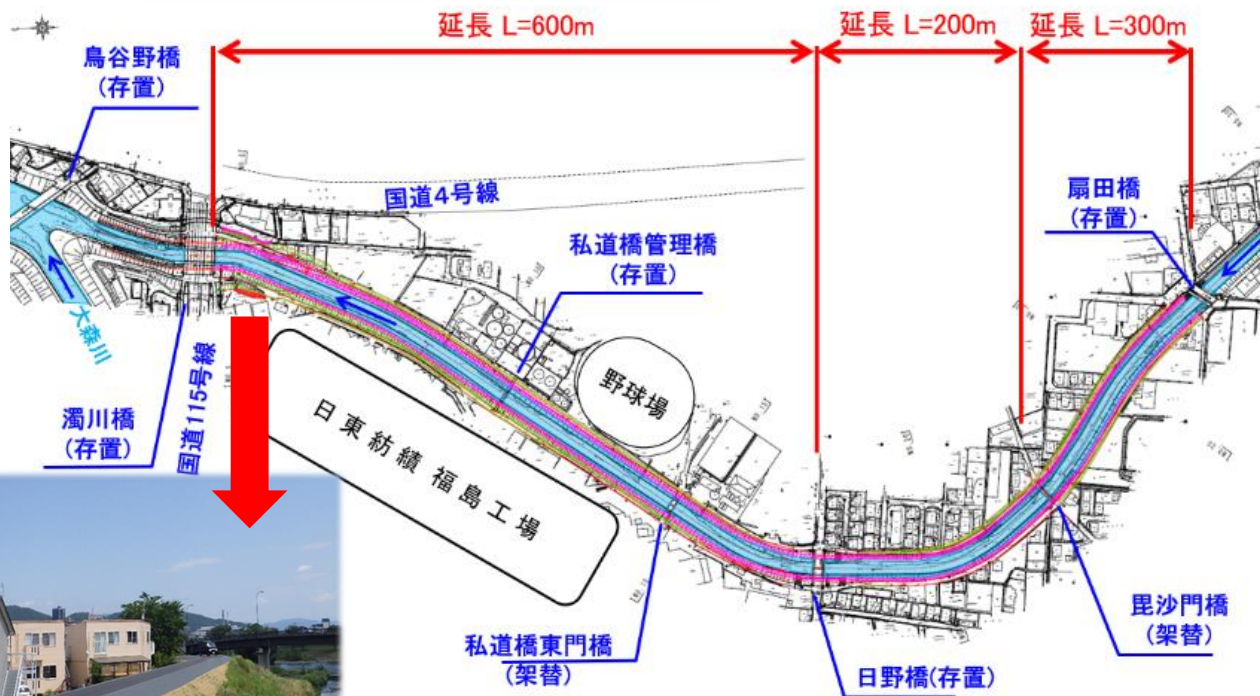 延長 L=600m
延長 L=200m
延長 L=300m
鳥谷野橋
(存置)
国道4号線
扇田橋
(存置)
私道橋管理橋
(存置)
大森川
野球場
濁川橋
(存置)
国道115号線
日東紡績 福島工場
私道橋東門橋
(架替)
日野橋(存置)
毘沙門橋
(架替)